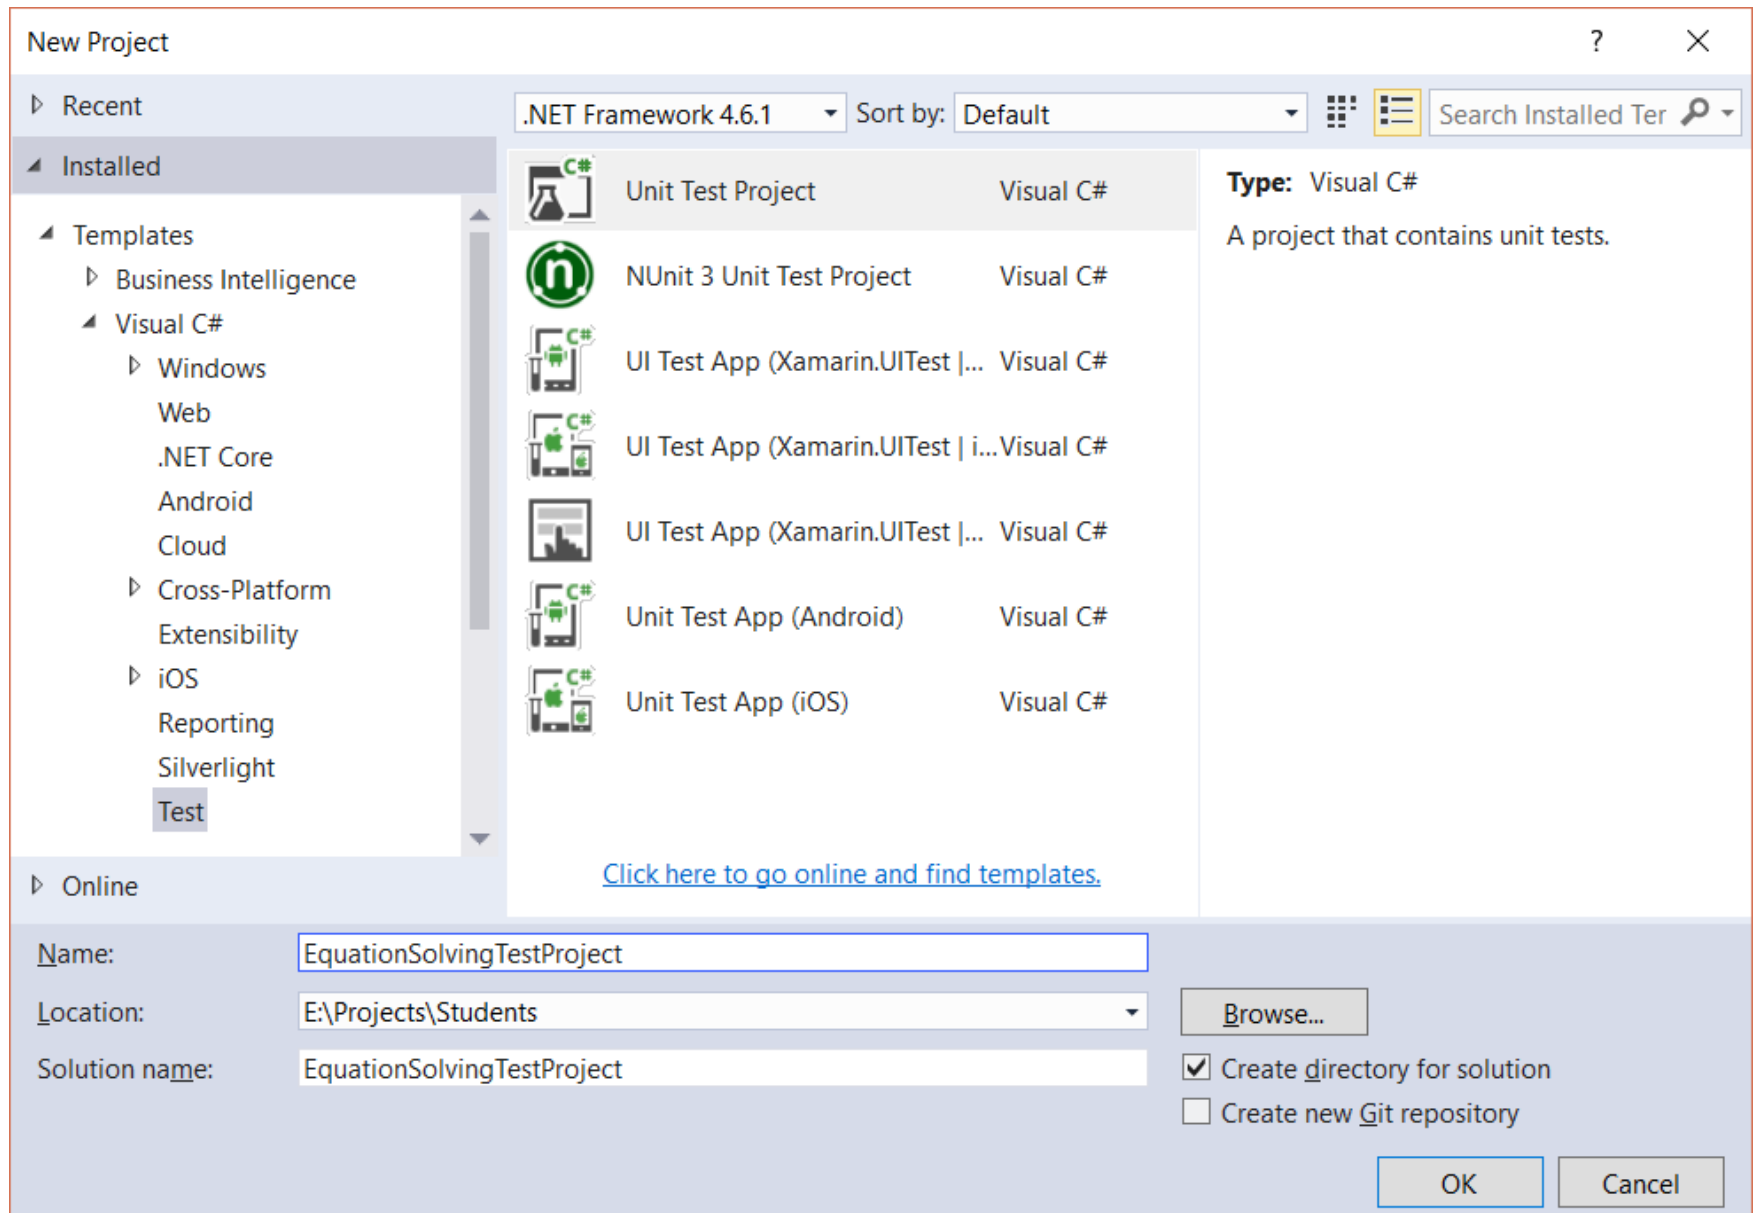 New Project
?
Recent
.NET Framework 4.6.1
Sort by:
Default
Search Installed Ter
Installed
Templates
Business Intelligence
Visual C#
Windows
Web
.NET Core
Android
Cloud
Cross-Platform
Extensibility
iOS
Reporting
Silverlight
Test
Online
C# Unit Test Project Visual C#
n NUnit 3 Unit Test Project Visual C#
C# UI Test App (Xamarin.UITest |... Visual C#
C# UI Test App (Xamarin.UITest | i... Visual C#
UI Test App (Xamarin.UITest |... Visual C#
C# Unit Test App (Android) Visual C#
C# Unit Test App (iOS) Visual C#
Click here to go online and find templates.
Type: Visual C#
A project that contains unit tests.
Name: EquationSolvingTestProject
Location: E:\Projects\Students
Browse...
Solution name: EquationSolvingTestProject
Create directory for solution
Create new Git repository
OK
Cancel